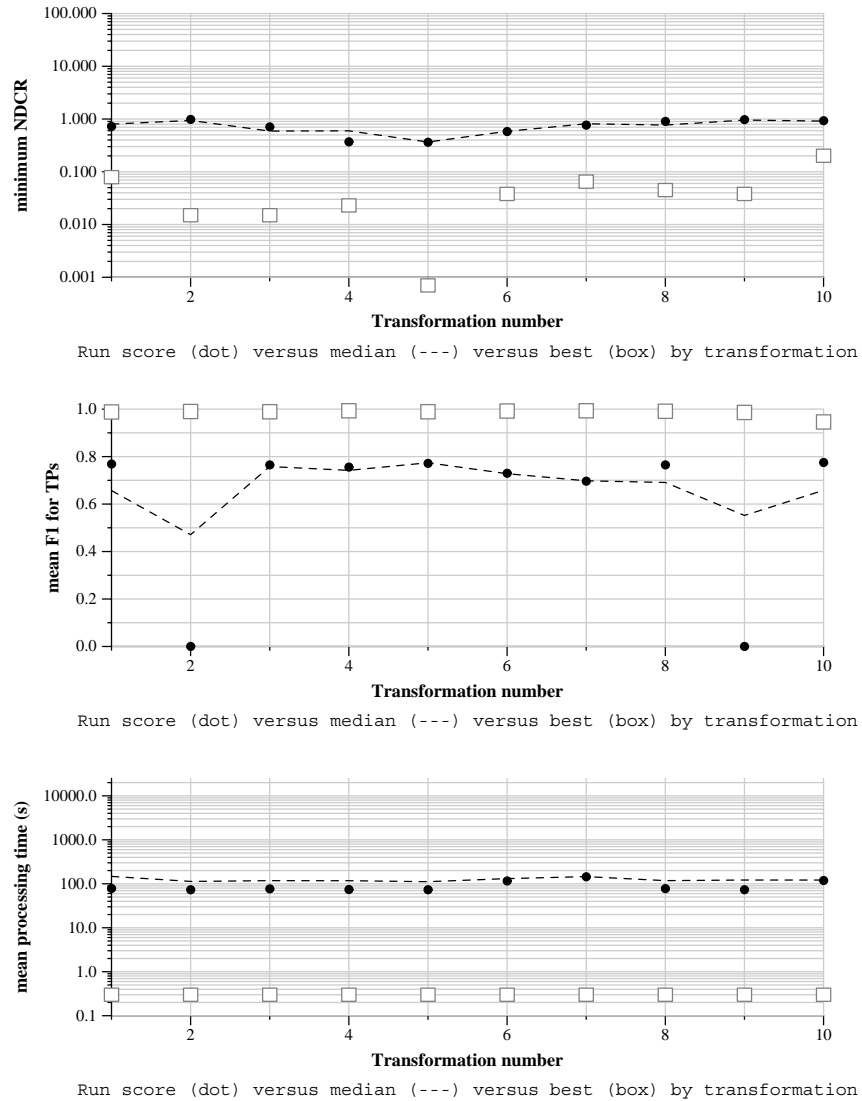 100.000
10.000
1.000
0.100
0.010
0.001
minimum NDCR
2 4 6 8 10
Transformation number
Run score (dot) versus median (---) versus best (box) by transformation
1.0
0.8
0.6
0.4
0.2
0.0
mean F1 for TPs
2 4 6 8 10
Transformation number
Run score (dot) versus median (---) versus best (box) by transformation
10000.0
1000.0
100.0
10.0
1.0
0.1
mean processing time (s)
2 4 6 8 10
Transformation number
Run score (dot) versus median (---) versus best (box) by transformation